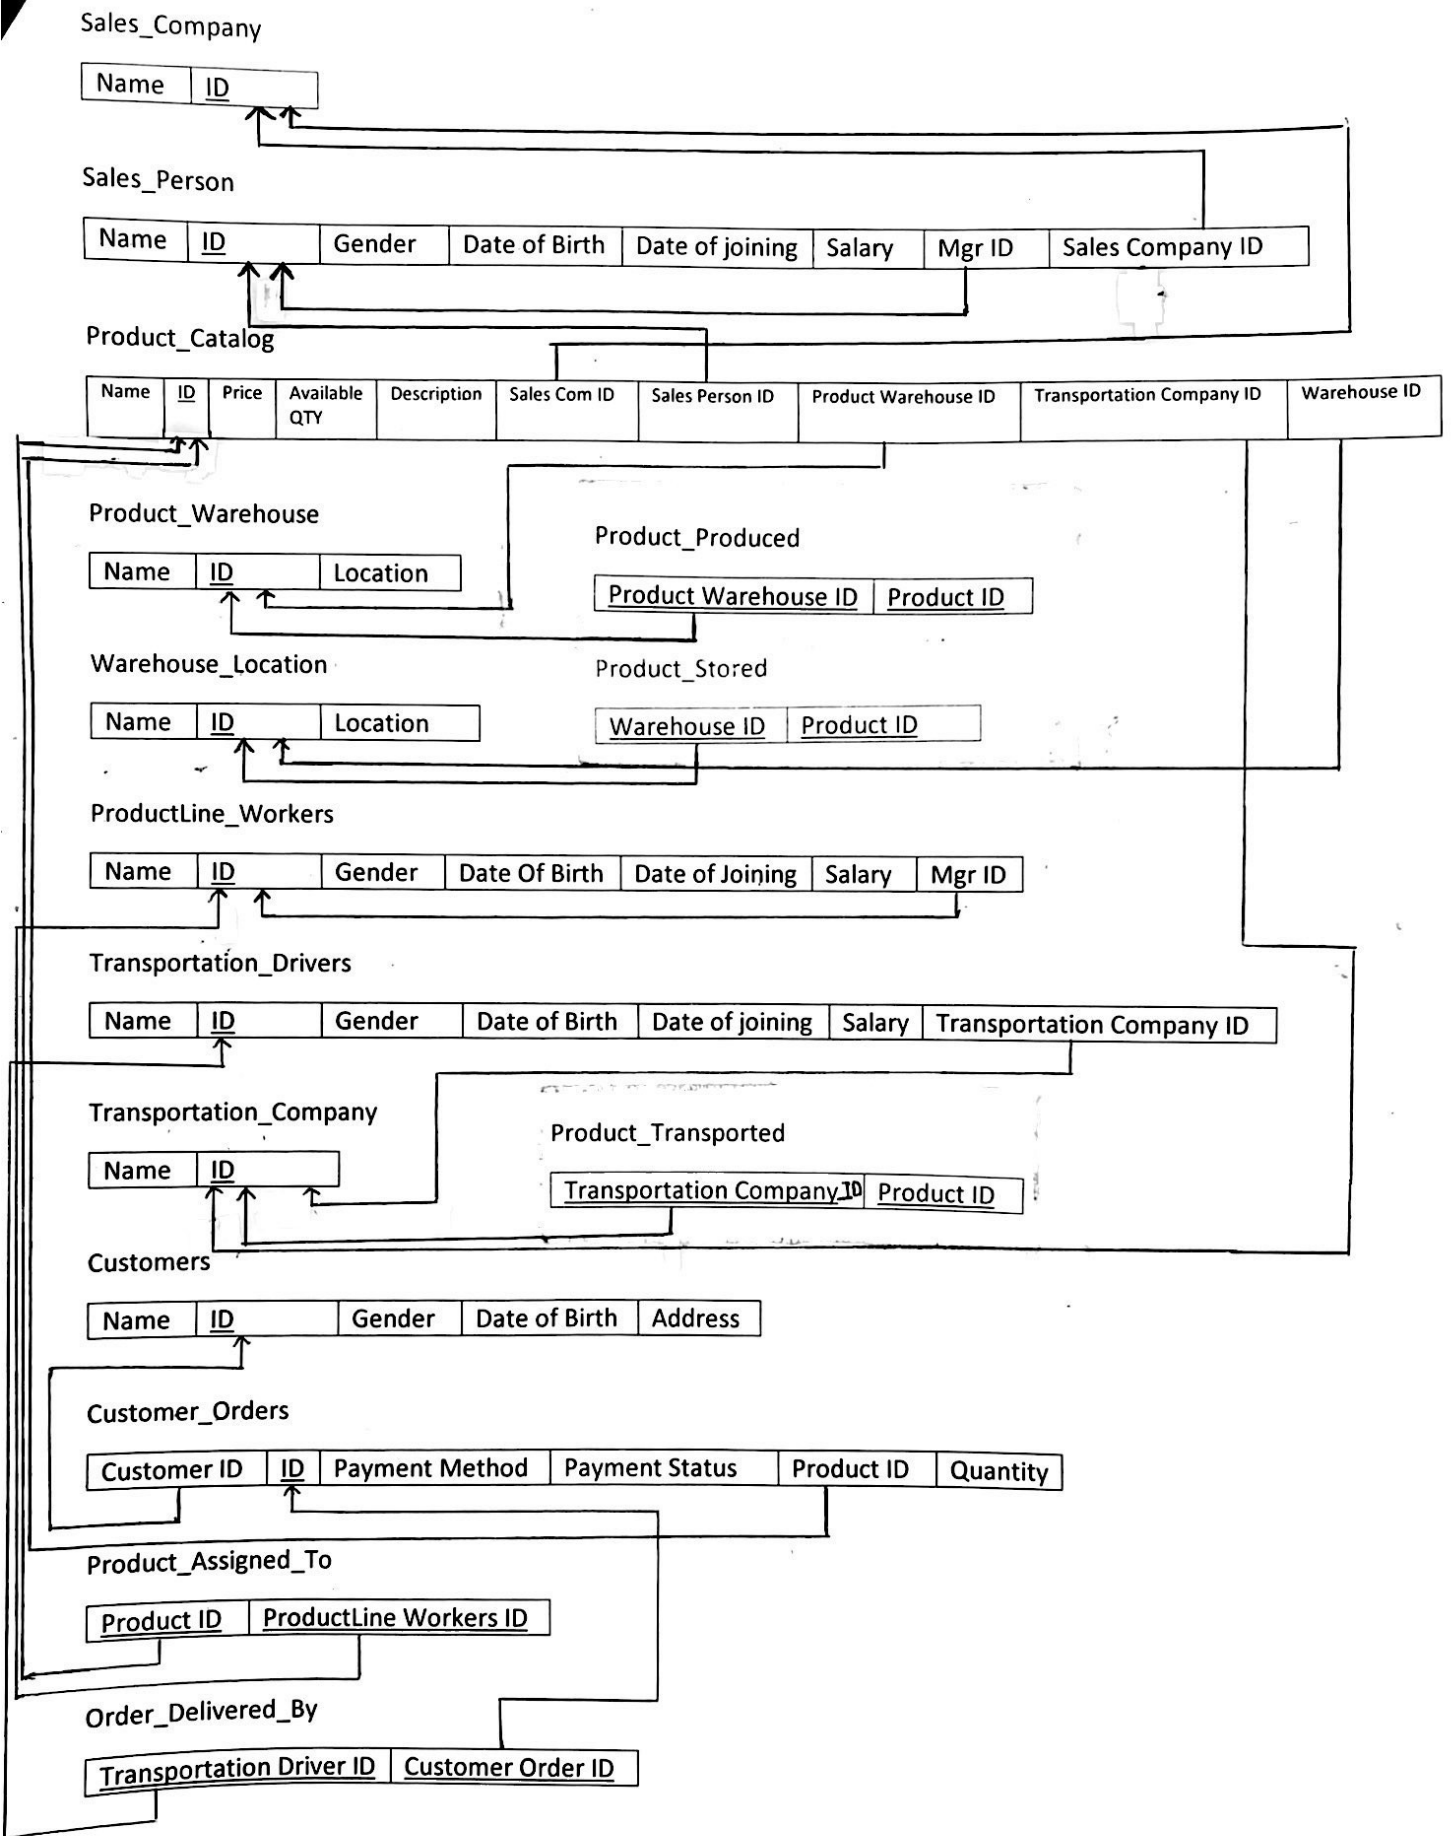 Sales_Company
Name ID
Sales_Person
Name ID Gender Date of Birth Date of joining Salary Mgr ID Sales Company ID
Product_Catalog
Name ID Price Available QTY Description Sales Com ID Sales Person ID Product Warehouse ID Transportation Company ID Warehouse ID
Product_Warehouse
Name ID Location
Product_Produced
Product Warehouse ID Product ID
Warehouse_Location
Name ID Location
Product_Stored
Warehouse ID Product ID
ProductLine_Workers
Name ID Gender Date Of Birth Date of Joining Salary Mgr ID
Transportation_Drivers
Name ID Gender Date of Birth Date of joining Salary Transportation Company ID
Transportation_Company
Name ID
Product_Transported
Transportation Company ID Product ID
Customers
Name ID Gender Date of Birth Address
Customer_Orders
Customer ID ID Payment Method Payment Status Product ID Quantity
Product_Assigned_To
Product ID ProductLine Workers ID
Order_Delivered_By
Transportation Driver ID Customer Order ID